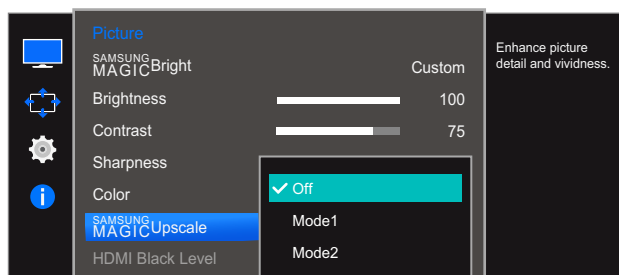 Picture
SAMSUNG
MAGICBright Custom
Brightness 100
Contrast 75
Sharpness
Color
SAMSUNG
MAGICUpscale
HDMI Black Level
Off
Mode1
Mode2
Enhance picture
detail and vividness.